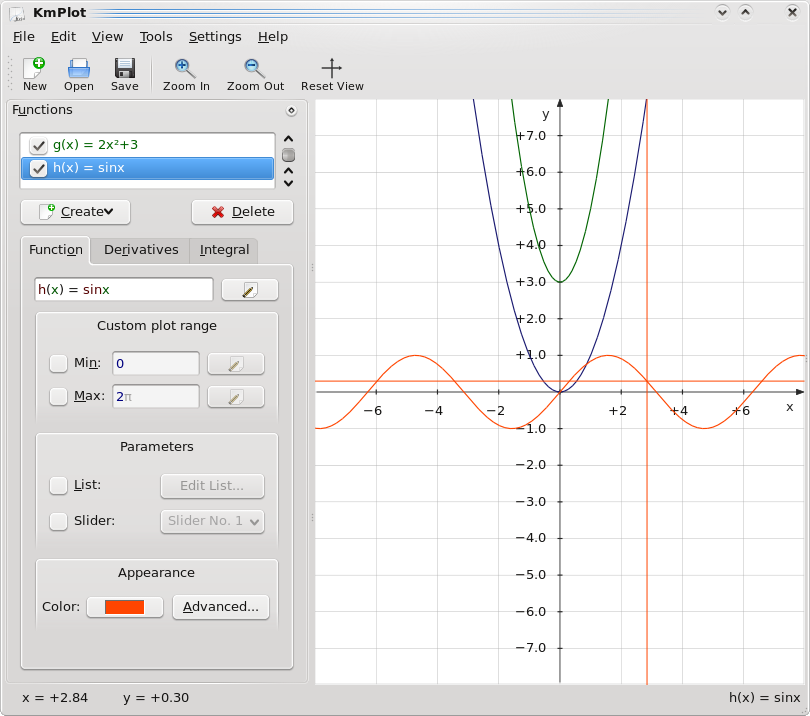 KmPlot
File Edit View Tools Settings Help
New Open Save Zoom In Zoom Out Reset View
Functions
g(x) = 2x²+3
h(x) = sinx
Create Delete
Function Derivatives Integral
h(x) = sinx
Custom plot range
Min: 0
Max: 2π
Parameters
List: Edit List...
Slider: Slider No. 1
Appearance
Color: Advanced...
y
+7.0
+6.0
+5.0
+4.0
+3.0
+2.0
+1.0
−6 −4 −2 +2 +4 +6 x
−1.0
−2.0
−3.0
−4.0
−5.0
−6.0
−7.0
x = +2.84 y = +0.30 h(x) = sinx